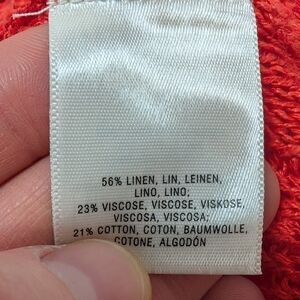 56% LINEN, LIN, LEINEN,
LINO, LINO;
23% VISCOSE, VISCOSE, VISKOSE,
VISCOSA, VISCOSA;
21% COTTON, COTON, BAUMWOLLE,
COTONE, ALGODÓN